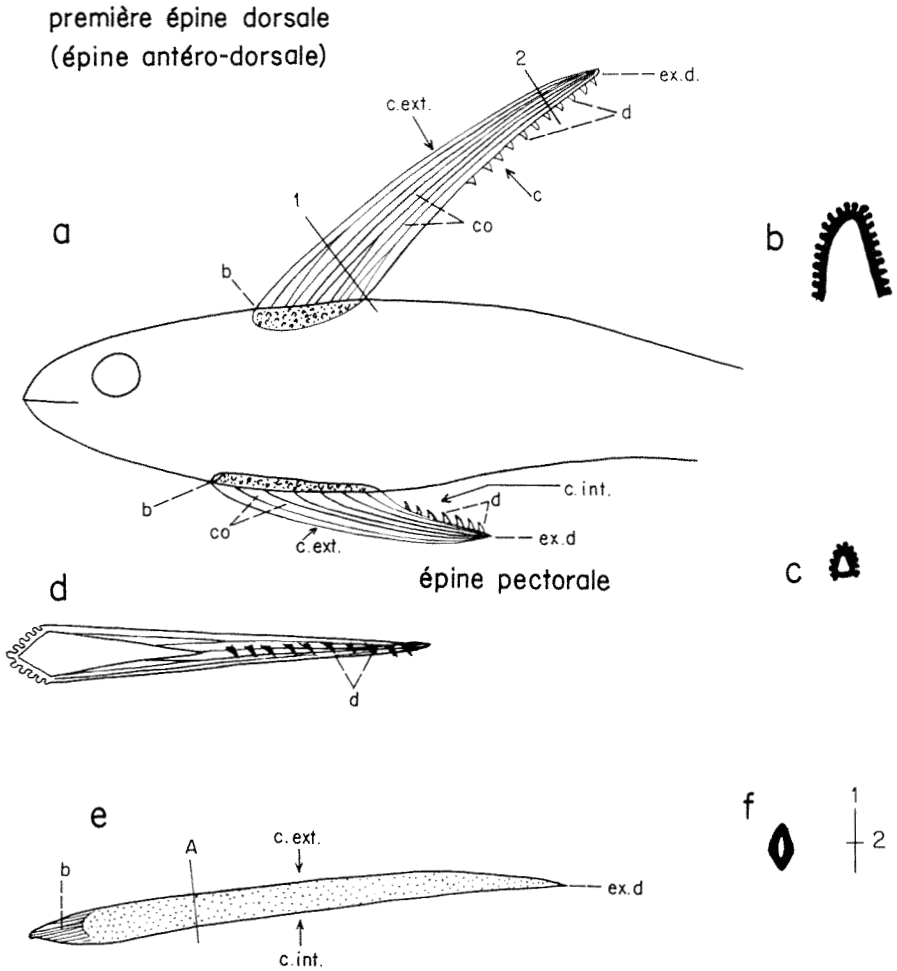 première épine dorsale
(épine antéro-dorsale)
2
ex.d.
c.ext.
d
c
1
co
a
b
b
b
co
c.ext.
d
c.int.
ex.d
épine pectorale
c
d
d
e
A
c.ext.
b
ex.d
c.int.
f
1
2